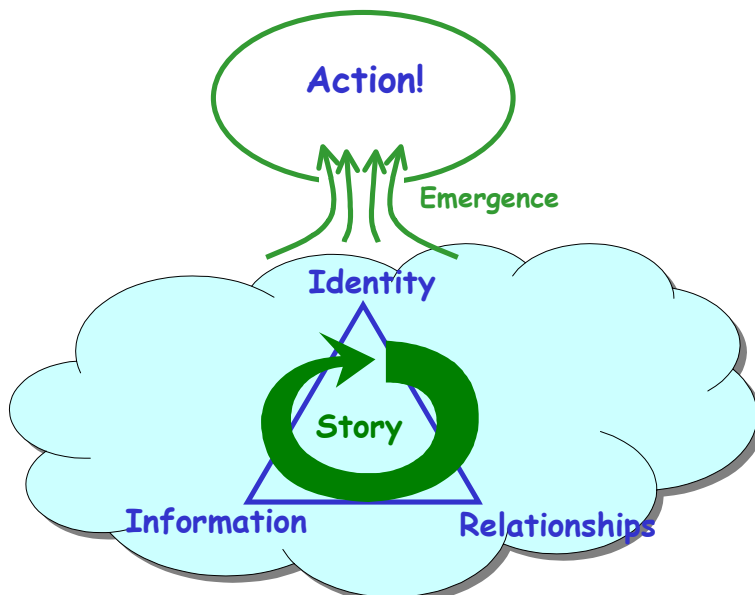 Action!
Emergence
Identity
Story
Information
Relationships